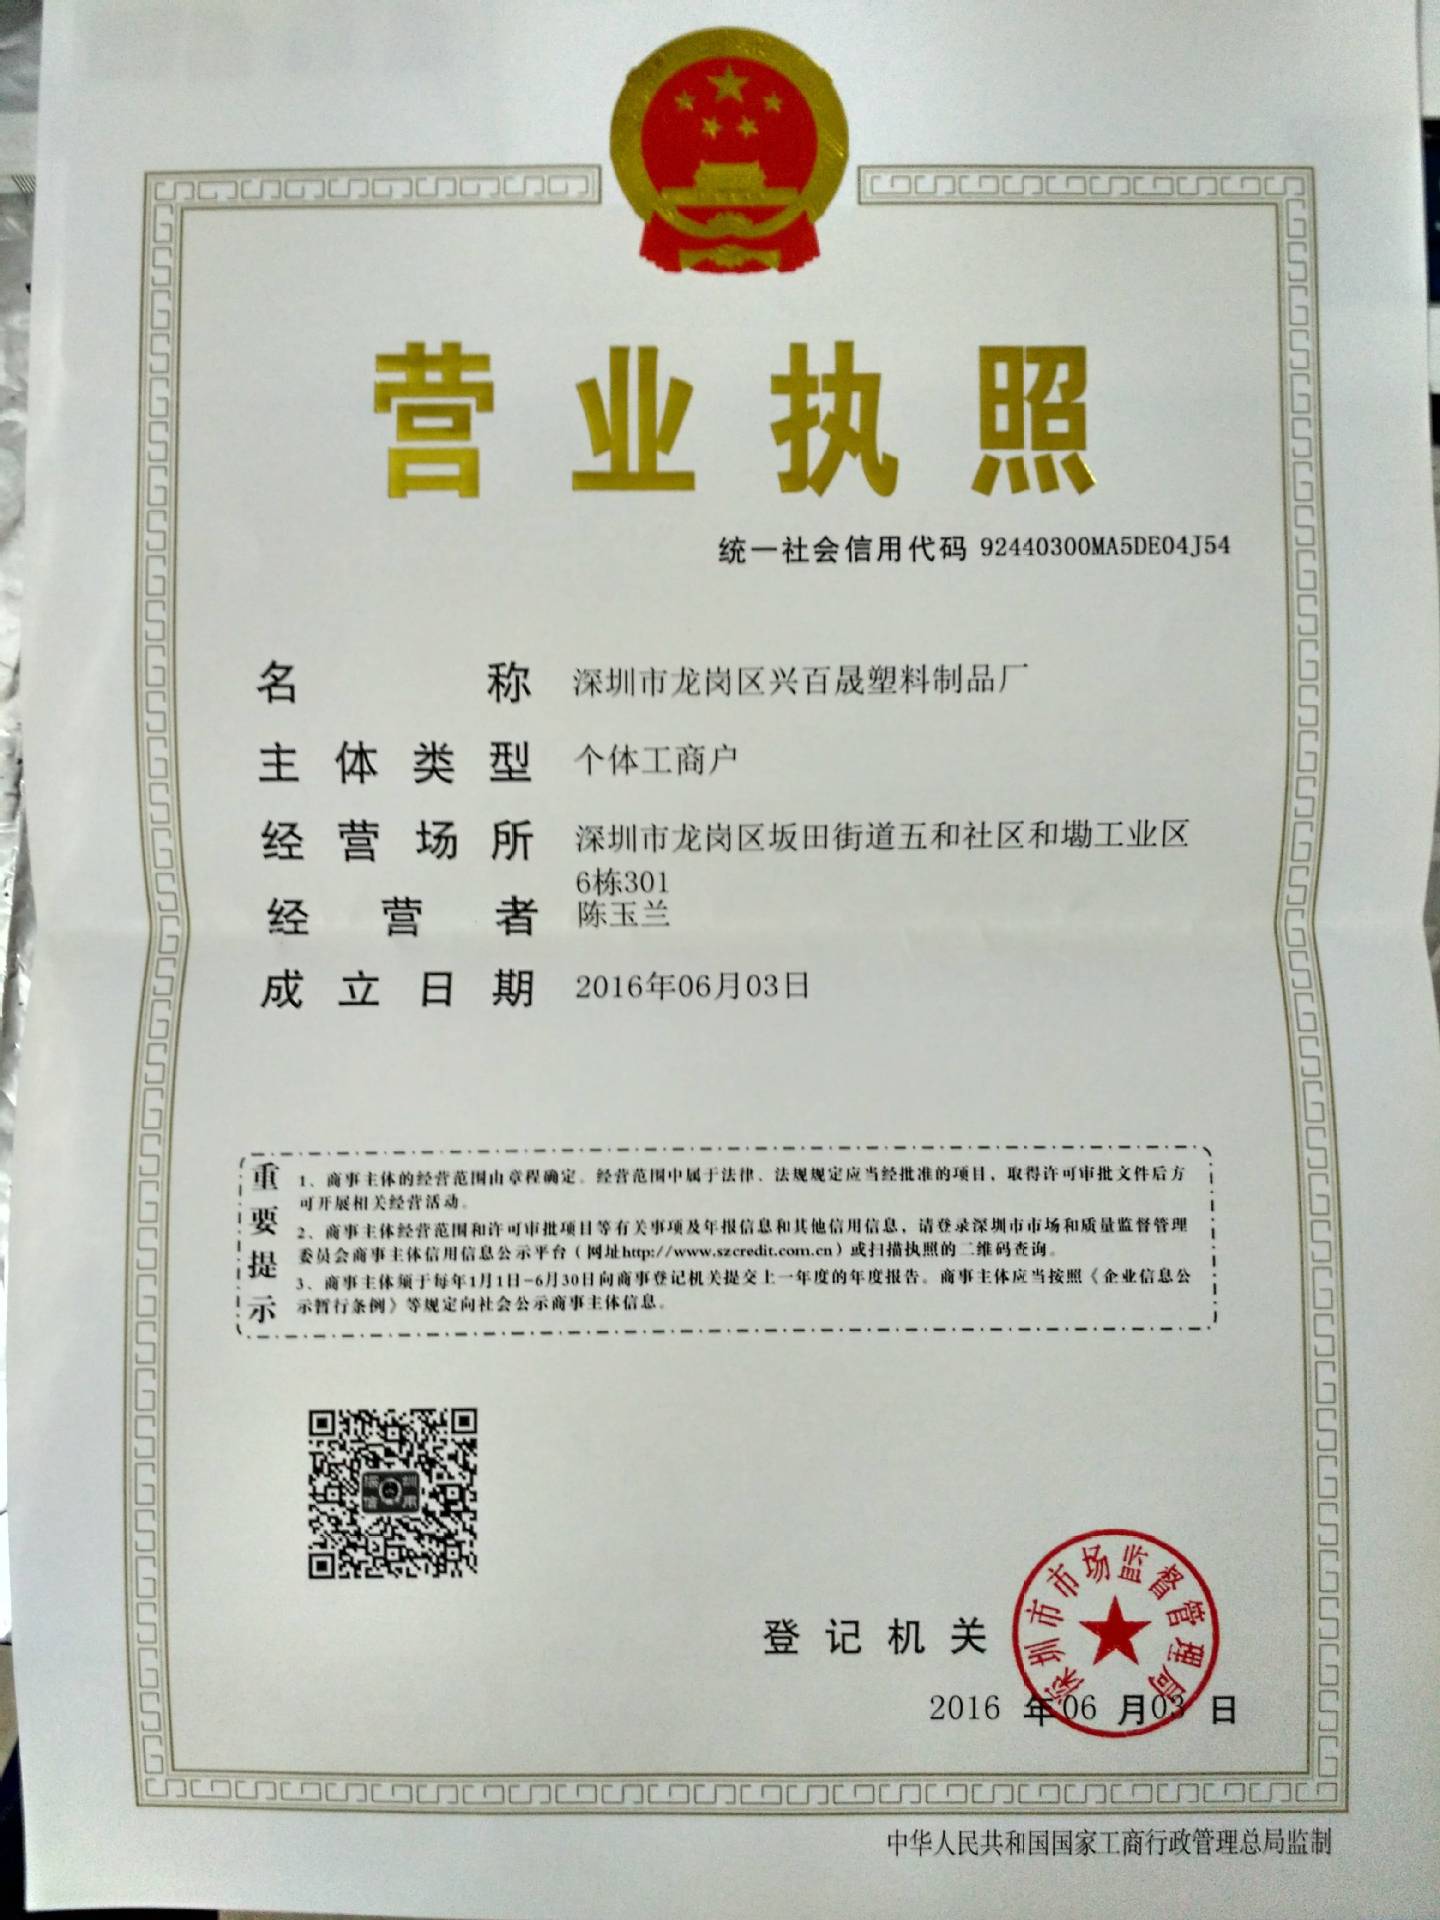 营业执照
统一社会信用代码 92440300MA5DE04J54
名称 深圳市龙岗区兴百晟塑料制品厂
主体类型 个体工商户
经营场所 深圳市龙岗区坂田街道五和社区和磡工业区
6栋301
经营者 陈玉兰
成立日期 2016年06月03日
重要提示
1、商事主体的经营范围由章程确定。经营范围中属于法律、法规规定应当经批准的项目，取得许可审批文件后方
可开展相关经营活动。
2、商事主体经营范围和许可审批项目等有关事项及年报信息和其他信用信息，请登录深圳市市场和质量监督管理
委员会商事主体信用信息公示平台（网址http://www.szcredit.com.cn）或扫描执照的二维码查询。
3、商事主体须于每年1月1日-6月30日向商事登记机关提交上一年度的年度报告。商事主体应当按照《企业信息公
示暂行条例》等规定向社会公示商事主体信息。
深圳
信用
登记机关
深圳市市场监督管理局
2016 年06 月03 日
中华人民共和国国家工商行政管理总局监制